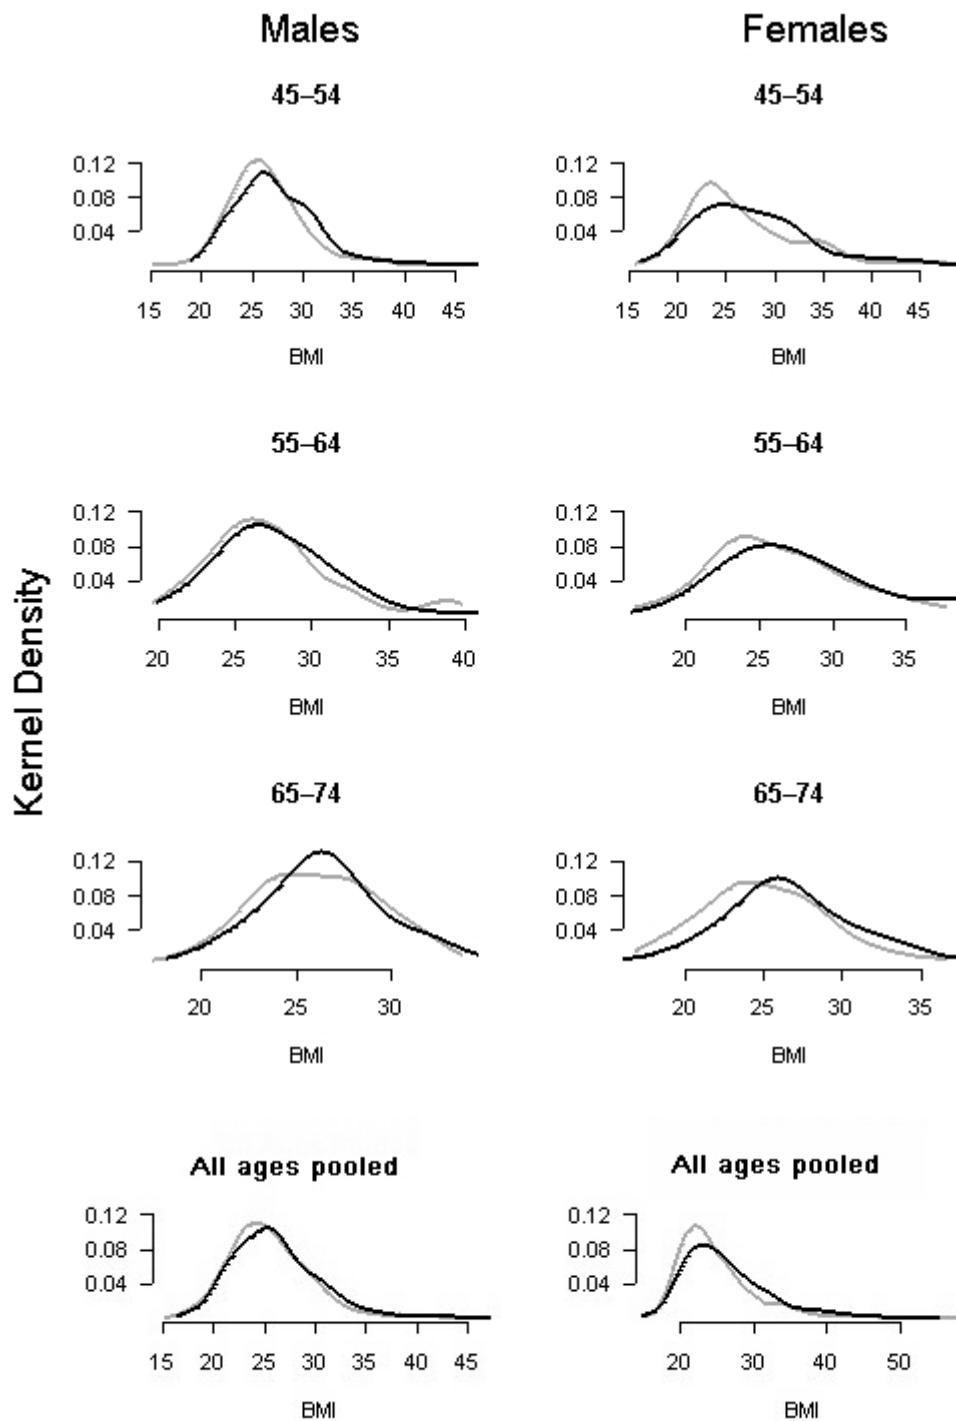 Males Females
45–54 45–54
0.12 0.12
0.08 0.08
0.04 0.04
15 20 25 30 35 40 45 15 20 25 30 35 40 45
BMI BMI
55–64 55–64
0.12 0.12
0.08 0.08
0.04 0.04
20 25 30 35 40 20 25 30 35
BMI BMI
Kernel Density
65–74 65–74
0.12 0.12
0.08 0.08
0.04 0.04
20 25 30 20 25 30 35
BMI BMI
All ages pooled All ages pooled
0.12 0.12
0.08 0.08
0.04 0.04
15 20 25 30 35 40 45 20 30 40 50
BMI BMI